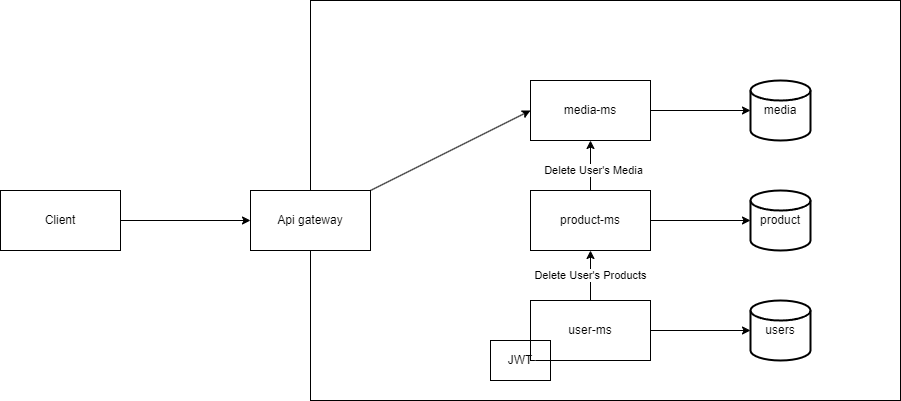 media-ms
media
Delete User's Media
Client
Api gateway
product-ms
product
Delete User's Products
user-ms
users
JWT